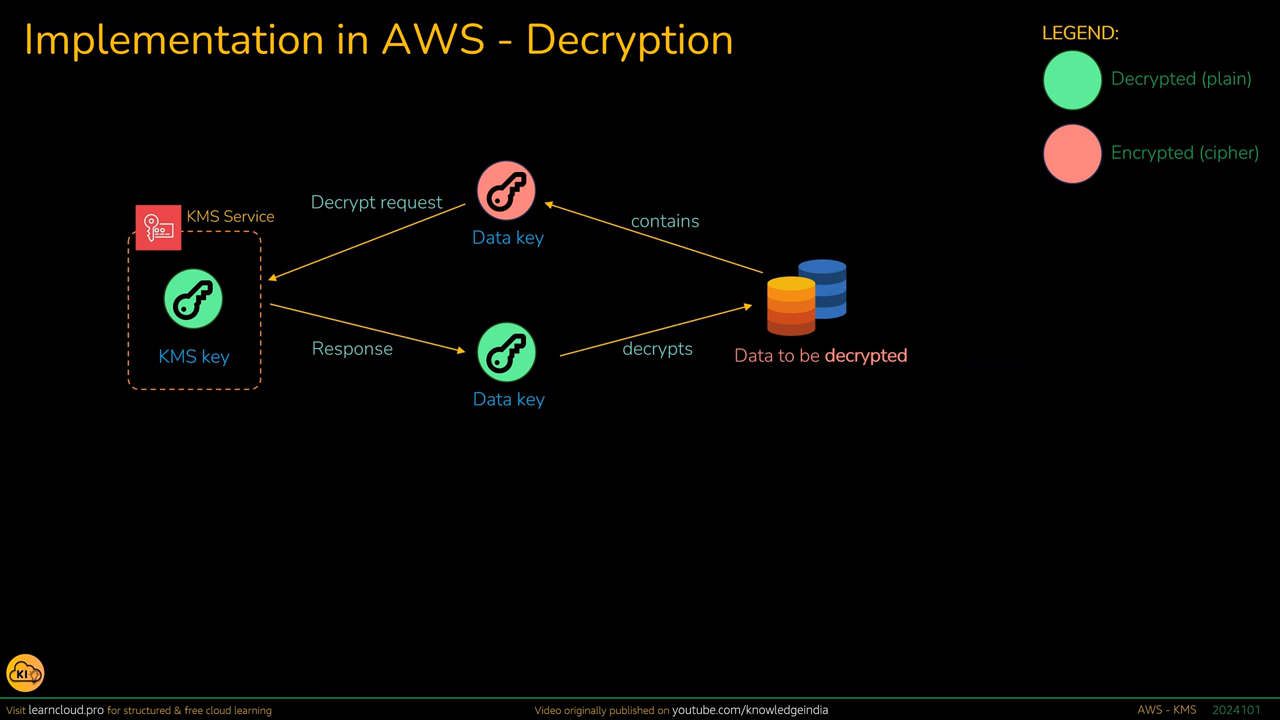 Implementation in AWS - Decryption
LEGEND:
Decrypted (plain)
Encrypted (cipher)
KMS Service
Decrypt request
contains
Data key
KMS key
Response
decrypts
Data to be decrypted
Data key
KI
Visit learncloud.pro for structured & free cloud learning
Video originally published on youtube.com/knowledgeindia
AWS - KMS 2024101